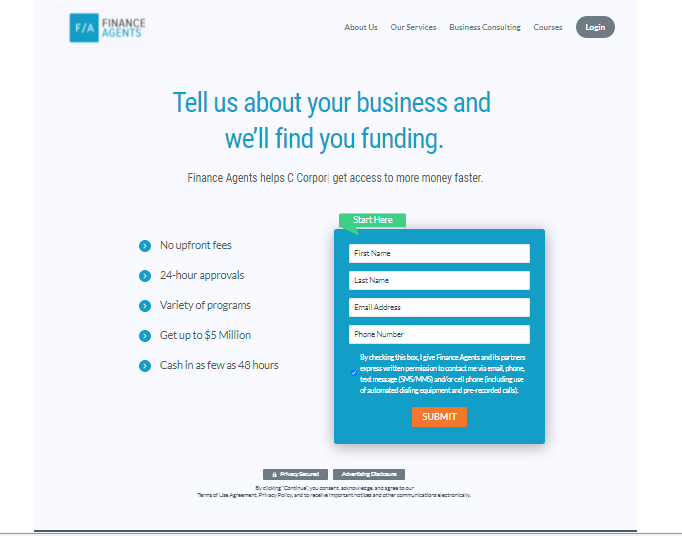 F/A FINANCE
AGENTS
About Us Our Services Business Consulting Courses Login
Tell us about your business and
we'll find you funding.
Finance Agents helps C Corpor| get access to more money faster.
Start Here
No upfront fees
24-hour approvals
Variety of programs
Get up to $5 Million
Cash in as few as 48 hours
First Name
Last Name
Email Address
Phone Number
By checking this box, I give Finance Agents and its partners
express written permission to contact me via email, phone,
text message (SMS/MMS) and/or cell phone (including use
of automated dialing equipment and pre-recorded calls).
SUBMIT
Privacy Secured Advertising Disclosure
By clicking "Continue", you consent, acknowledge, and agree to our
Terms of Use Agreement, Privacy Policy, and to receive important notices and other communications electronically.